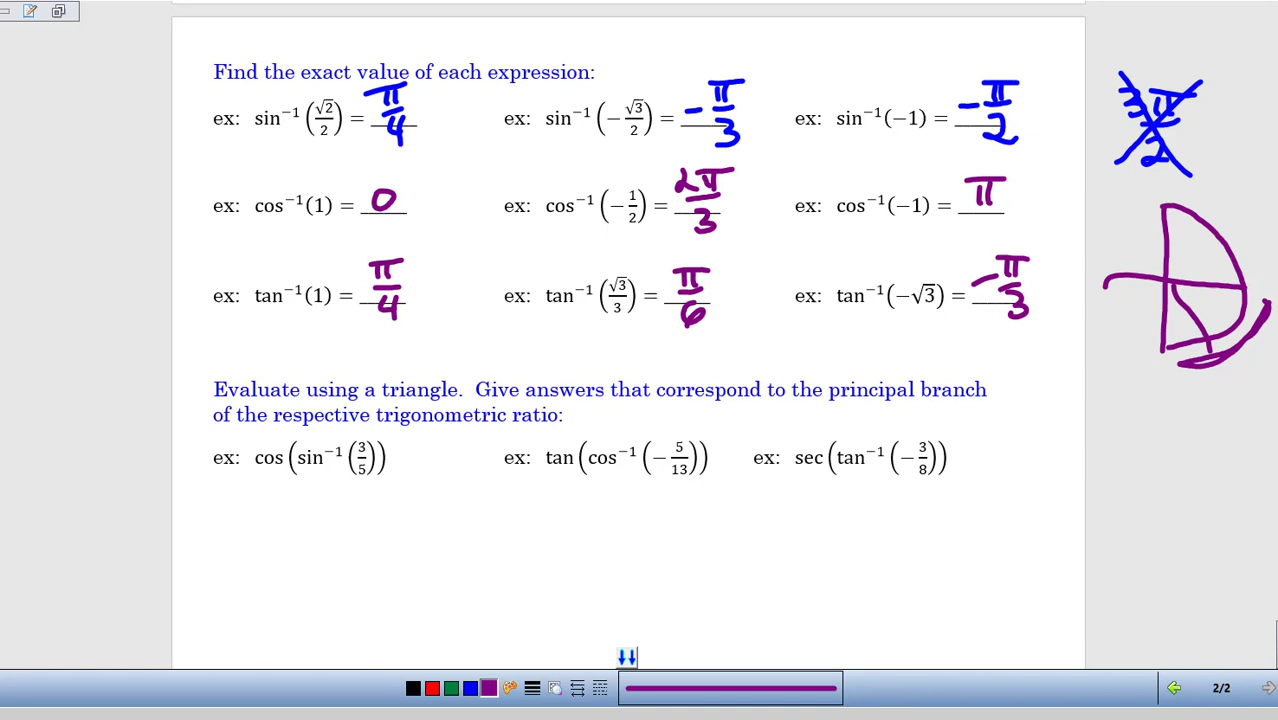 Find the exact value of each expression:
ex: sin⁻¹(√2/2) = π/4 ex: sin⁻¹(−√3/2) = -π/3 ex: sin⁻¹(−1) = -π/2 3π/2
ex: cos⁻¹(1) = 0 ex: cos⁻¹(−1/2) = 2π/3 ex: cos⁻¹(−1) = π
ex: tan⁻¹(1) = π/4 ex: tan⁻¹(√3/3) = π/6 ex: tan⁻¹(−√3) = -π/3
Evaluate using a triangle. Give answers that correspond to the principal branch
of the respective trigonometric ratio:
ex: cos(sin⁻¹(3/5)) ex: tan(cos⁻¹(−5/13)) ex: sec(tan⁻¹(−3/8))
2/2